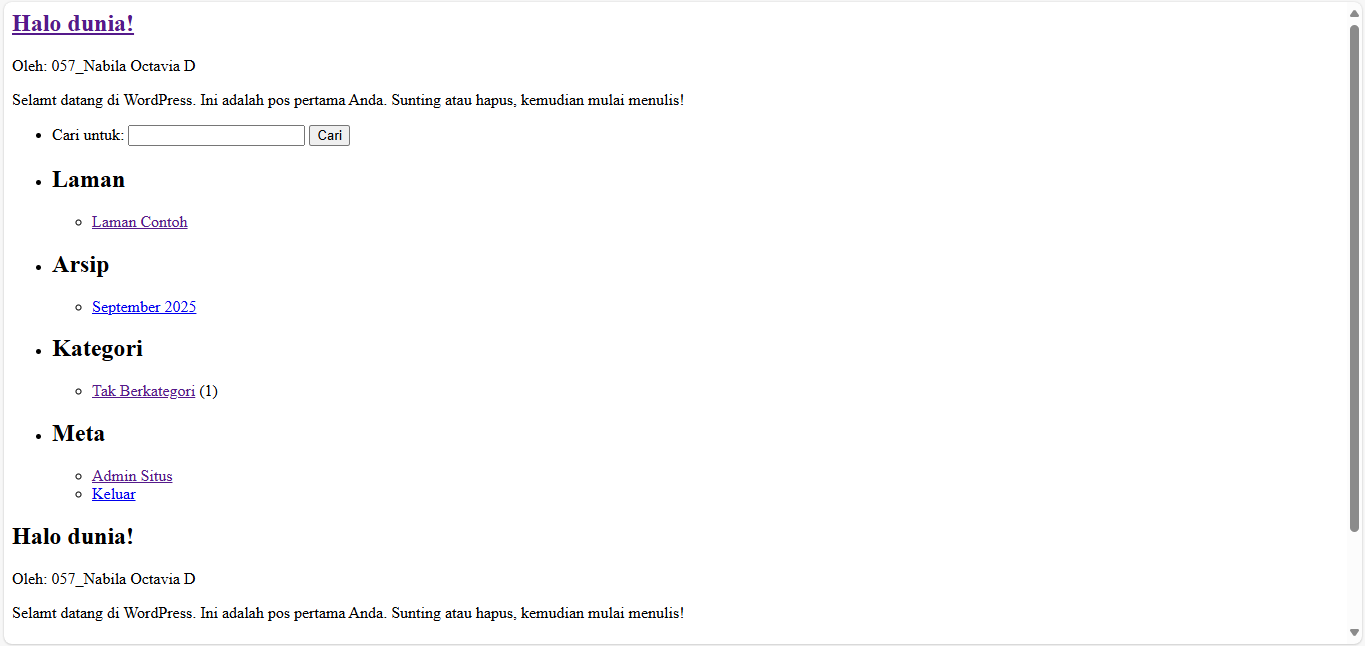 Halo dunia!
Oleh: 057_Nabila Octavia D
Selamt datang di WordPress. Ini adalah pos pertama Anda. Sunting atau hapus, kemudian mulai menulis!
Cari untuk: Cari
Laman
Laman Contoh
Arsip
September 2025
Kategori
Tak Berkategori (1)
Meta
Admin Situs
Keluar
Halo dunia!
Oleh: 057_Nabila Octavia D
Selamt datang di WordPress. Ini adalah pos pertama Anda. Sunting atau hapus, kemudian mulai menulis!